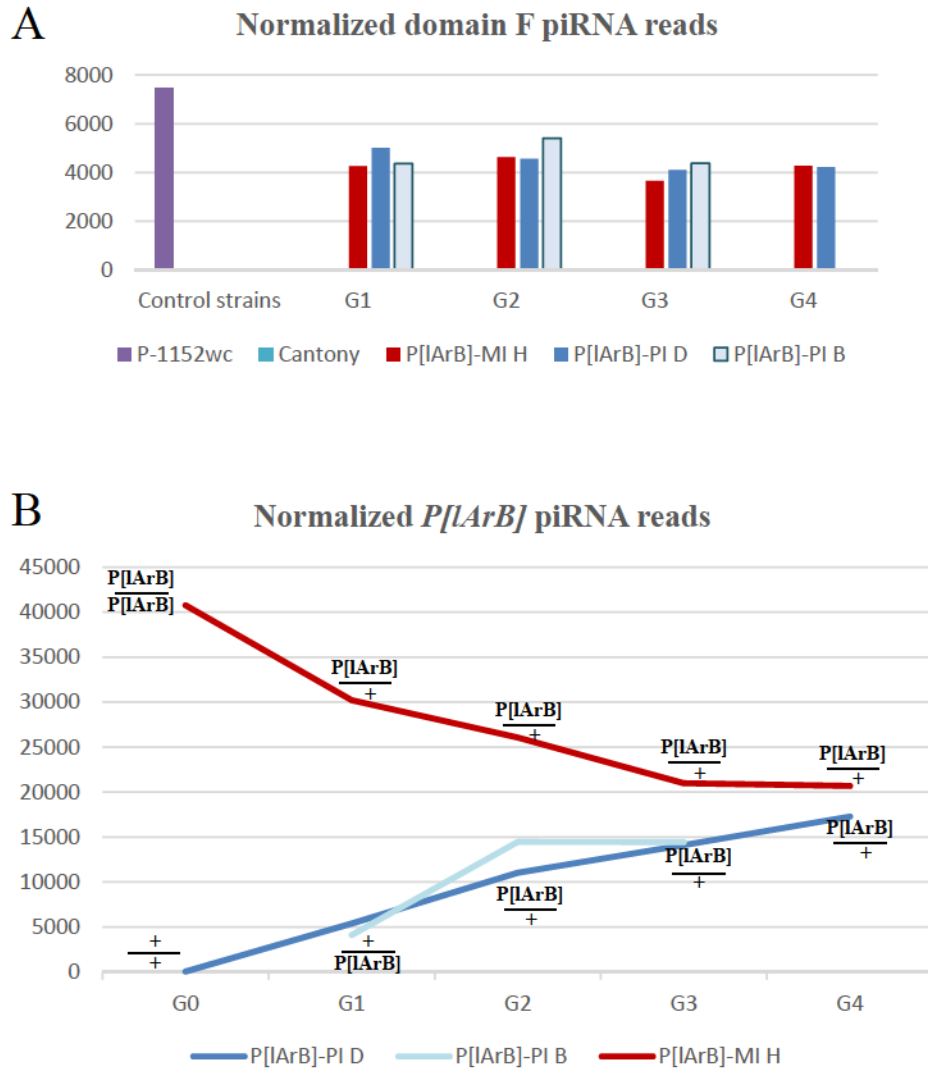 A
Normalized domain F piRNA reads
8000
6000
4000
2000
0
Control strains G1 G2 G3 G4
P-1152wc Cantony P[lArB]-MI H P[lArB]-PI D P[lArB]-PI B
B
Normalized P[lArB] piRNA reads
45000
40000
35000
30000
25000
20000
15000
10000
5000
0
P[lArB]
P[lArB]
P[lArB]
+
P[lArB]
+
P[lArB]
+
P[lArB]
+
+
+
+
P[lArB]
P[lArB]
+
P[lArB]
+
P[lArB]
+
G0 G1 G2 G3 G4
P[lArB]-PI D P[lArB]-PI B P[lArB]-MI H